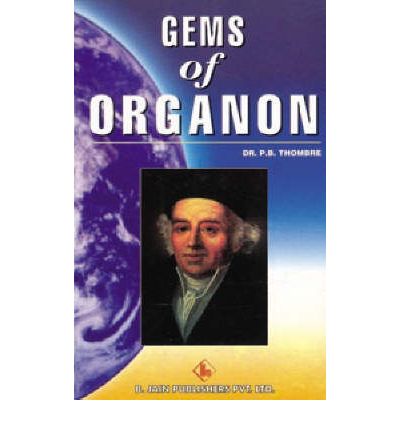 GEMS
of
ORGANON
DR. P.B. THOMBRE
B. JAIN PUBLISHERS PVT. LTD.